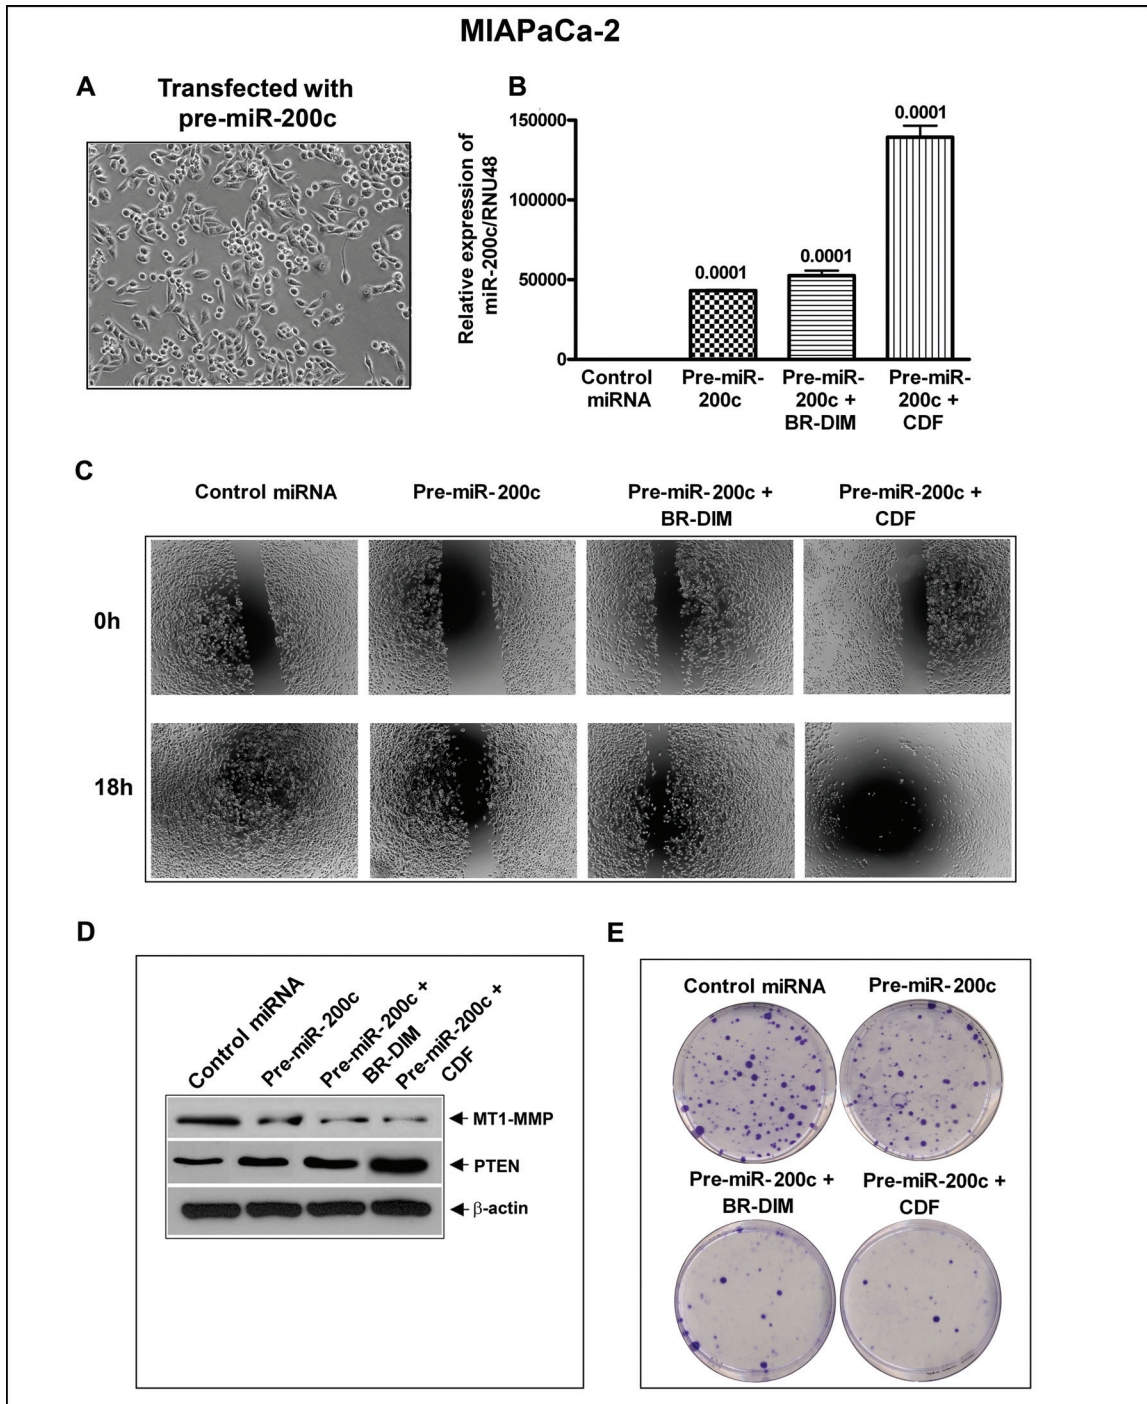 MIAPaCa-2
A
Transfected with
pre-miR-200c
B
Relative expression of
miR-200c/RNU48
150000
100000
50000
0
0.0001
0.0001
0.0001
Control
miRNA
Pre-miR-
200c
Pre-miR-
200c +
BR-DIM
Pre-miR-
200c +
CDF
C
Control miRNA
Pre-miR-200c
Pre-miR-200c +
BR-DIM
Pre-miR-200c +
CDF
0h
18h
D
Control miRNA
Pre-miR-200c
Pre-miR-200c +
BR-DIM
Pre-miR-200c +
CDF
MT1-MMP
PTEN
β-actin
E
Control miRNA
Pre-miR-200c
Pre-miR-200c +
BR-DIM
Pre-miR-200c +
CDF